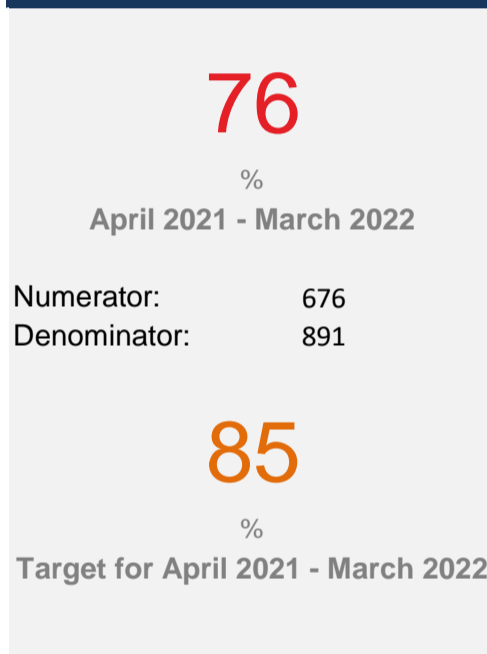 76
%
April 2021 - March 2022
Numerator: 676
Denominator: 891
85
%
Target for April 2021 - March 2022